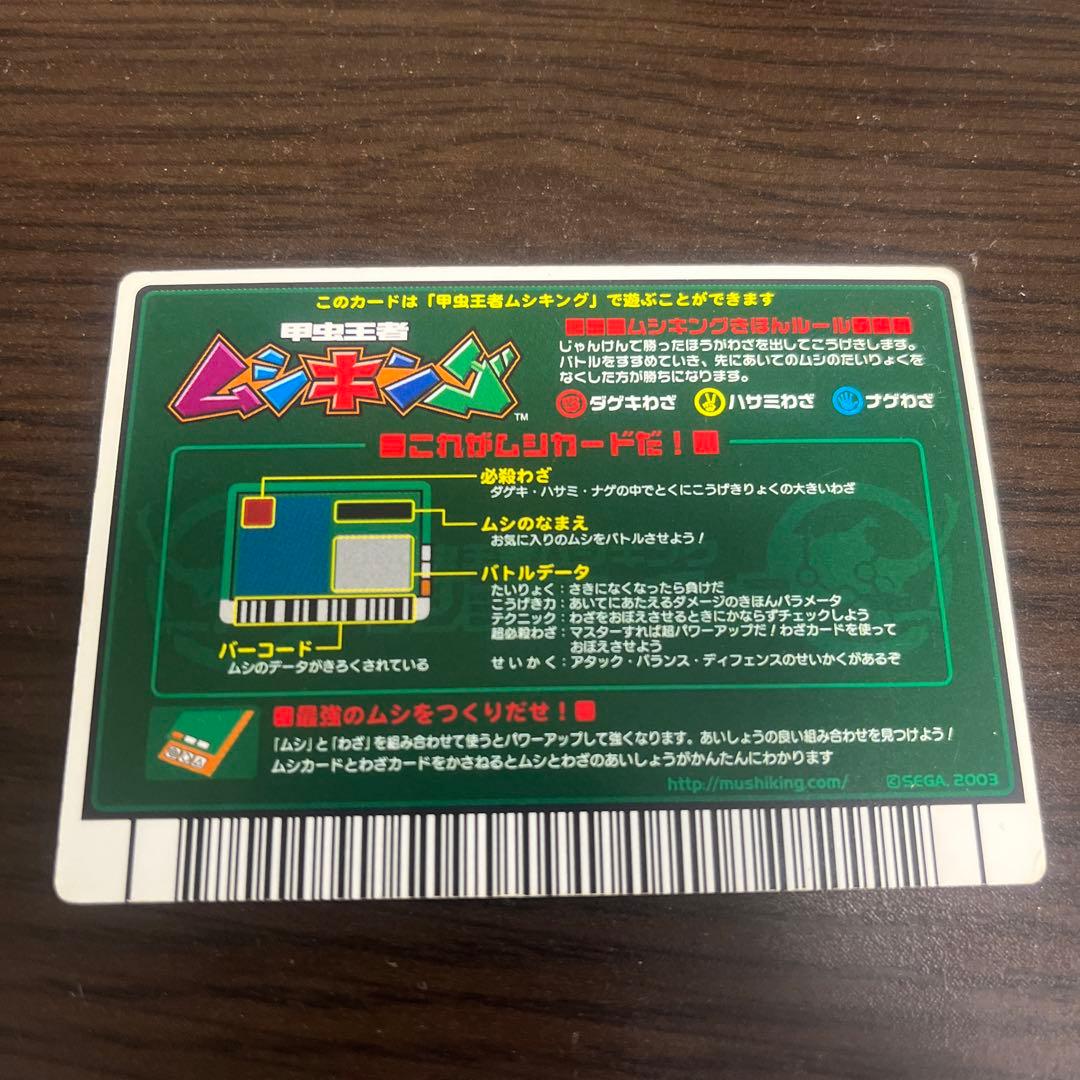 このカードは「甲虫王者ムシキング」で遊ぶことができます
甲虫王者
ムシキング™
ムシキングきほんルール
じゃんけんで勝ったほうがわざを出してこうげきします。
バトルをすすめていき、先にあいてのムシのたいりょくを
なくした方が勝ちになります。
ダゲキわざ ハサミわざ ナゲわざ
これがムシカードだ!
必殺わざ
ダゲキ・ハサミ・ナゲの中でとくにこうげきりょくの大きいわざ
ムシのなまえ
お気に入りのムシをバトルさせよう!
バトルデータ
たいりょく:さきになくなったら負けだ
こうげき力:あいてにあたえるダメージのきほんパラメータ
テクニック:わざをおぼえさせるときにかならずチェックしよう
超必殺わざ:マスターすれば超パワーアップだ!わざカードを使って
おぼえさせよう
せいかく:アタック・バランス・ディフェンスのせいかくがあるぞ
バーコード
ムシのデータがきろくされている
最強のムシをつくりだせ!
「ムシ」と「わざ」を組み合わせて使うとパワーアップして強くなります。あいしょうの良い組み合わせを見つけよう!
ムシカードとわざカードをかさねるとムシとわざのあいしょうがかんたんにわかります
http://mushiking.com/ ©SEGA, 2003